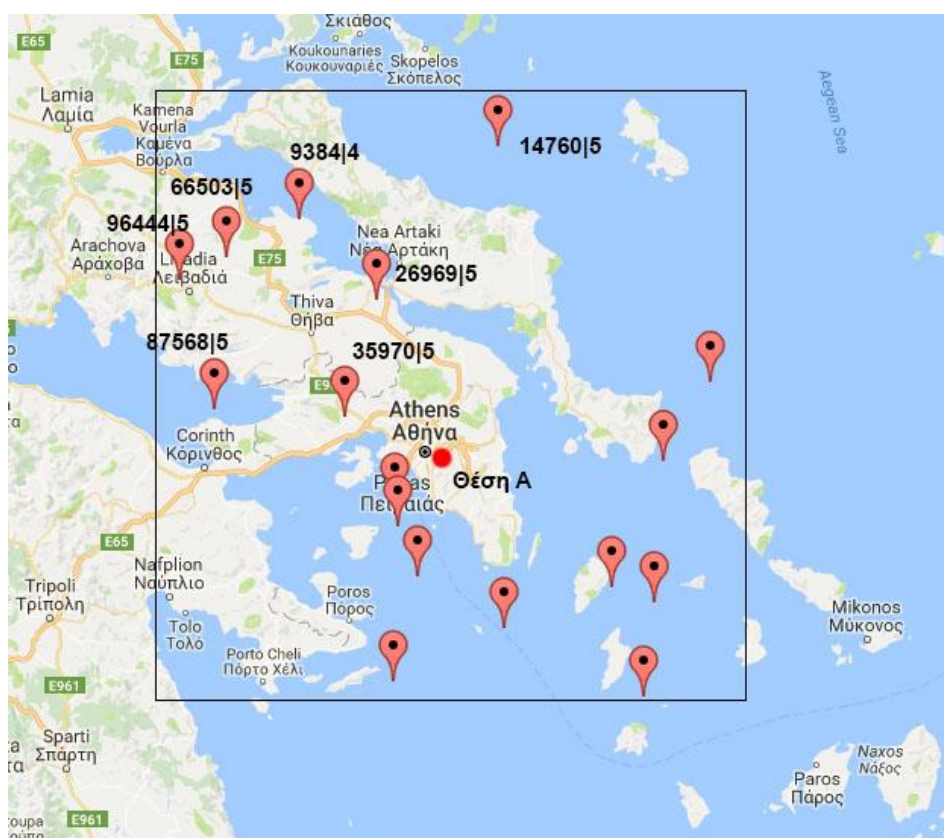 Σκιάθος
E65
Koukounaries
Κουκουναριές
Skopelos
Σκόπελος
E75
Lamia
Λαμία
Kamena
Vourla
Καμένα
Βούρλα
Aegean Sea
14760|5
9384|4
66503|5
96444|5
Arachova
Αράχοβα
Λειβαδιά
E75
Nea Artaki
Νέα Αρτάκη
26969|5
Thiva
Θήβα
87568|5
35970|5
Athens
Αθήνα
Corinth
Κόρινθος
Θέση Α
Πειραιάς
E65
Nafplion
Ναύπλιο
Tripoli
Τρίπολη
Poros
Πόρος
Tolo
Τολό
Mikonos
Μύκονος
Porto Cheli
Πόρτο Χέλι
E961
Sparti
Σπάρτη
Naxos
Νάξος
Paros
Πάρος
E961